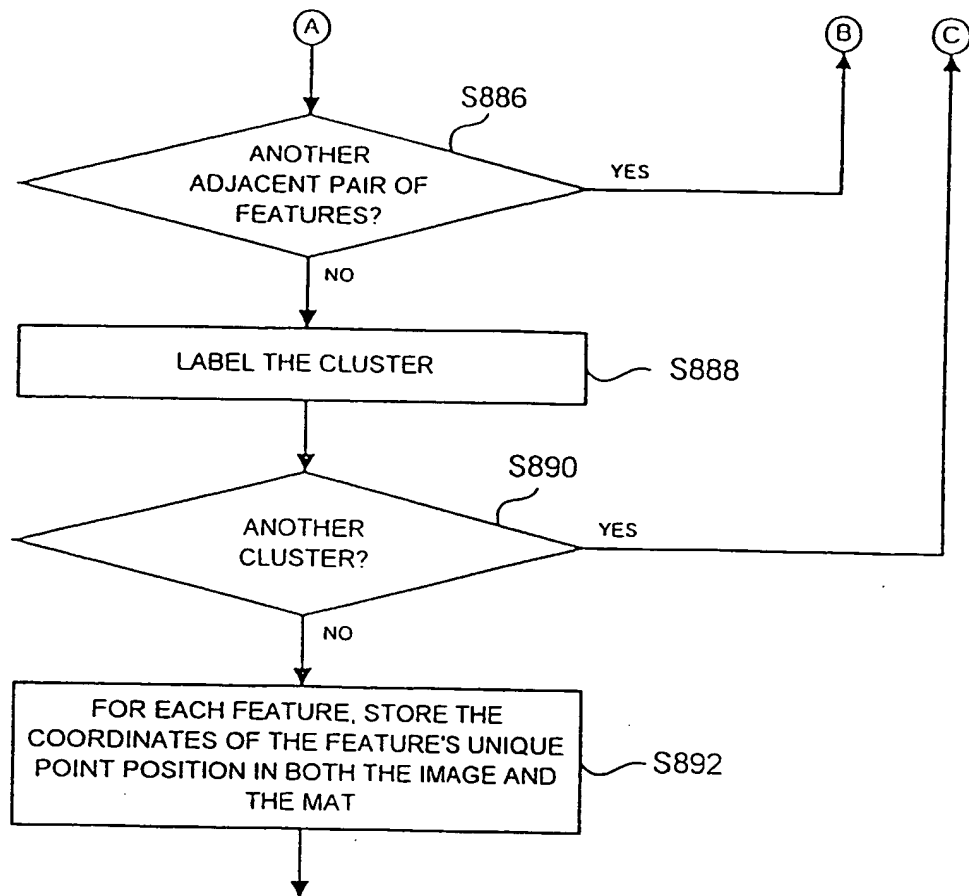 A
B
C
S886
ANOTHER
ADJACENT PAIR OF
FEATURES?
YES
NO
LABEL THE CLUSTER
S888
S890
ANOTHER
CLUSTER?
YES
NO
FOR EACH FEATURE, STORE THE
COORDINATES OF THE FEATURE'S UNIQUE
POINT POSITION IN BOTH THE IMAGE AND
THE MAT
S892